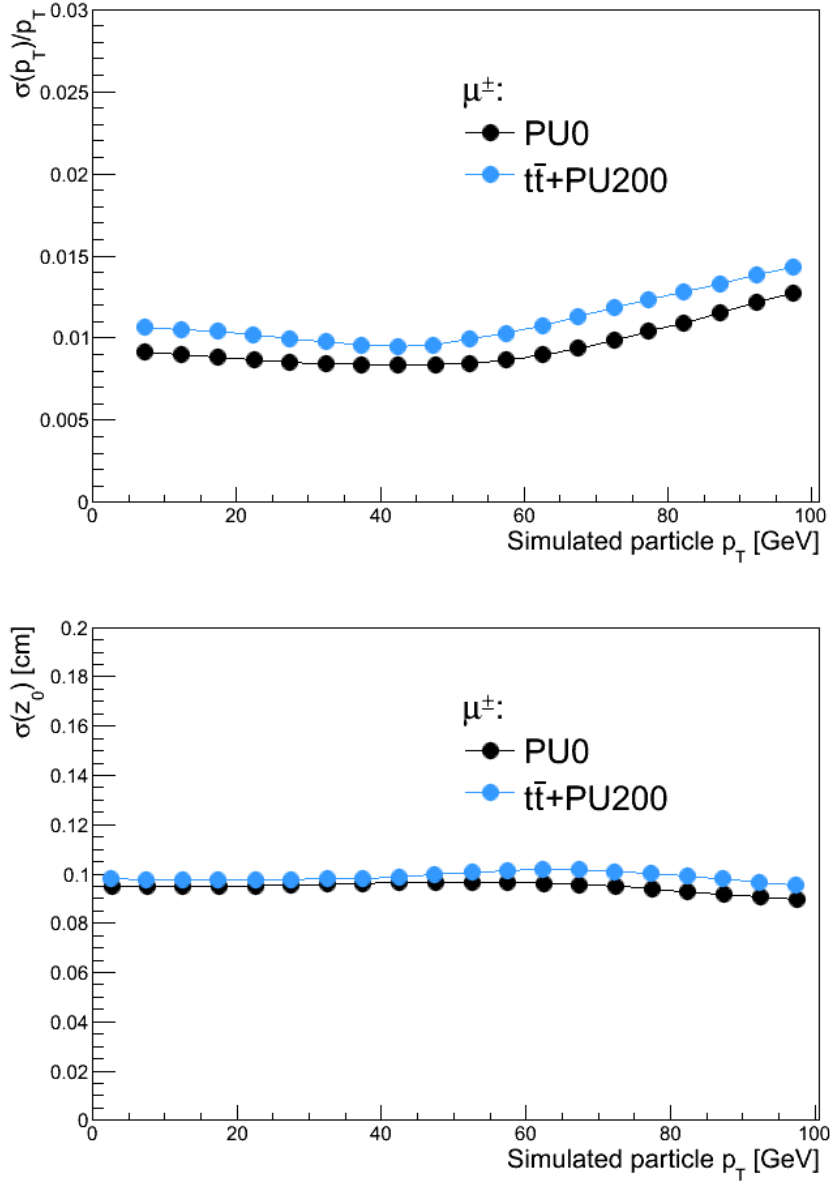 σ(p_T)/p_T
0.03
0.025
0.02
0.015
0.01
0.005
0
μ±:
PU0
tt̄+PU200
0 20 40 60 80 100
Simulated particle p_T [GeV]
σ(z_0) [cm]
0.2
0.18
0.16
0.14
0.12
0.1
0.08
0.06
0.04
0.02
0
μ±:
PU0
tt̄+PU200
0 20 40 60 80 100
Simulated particle p_T [GeV]